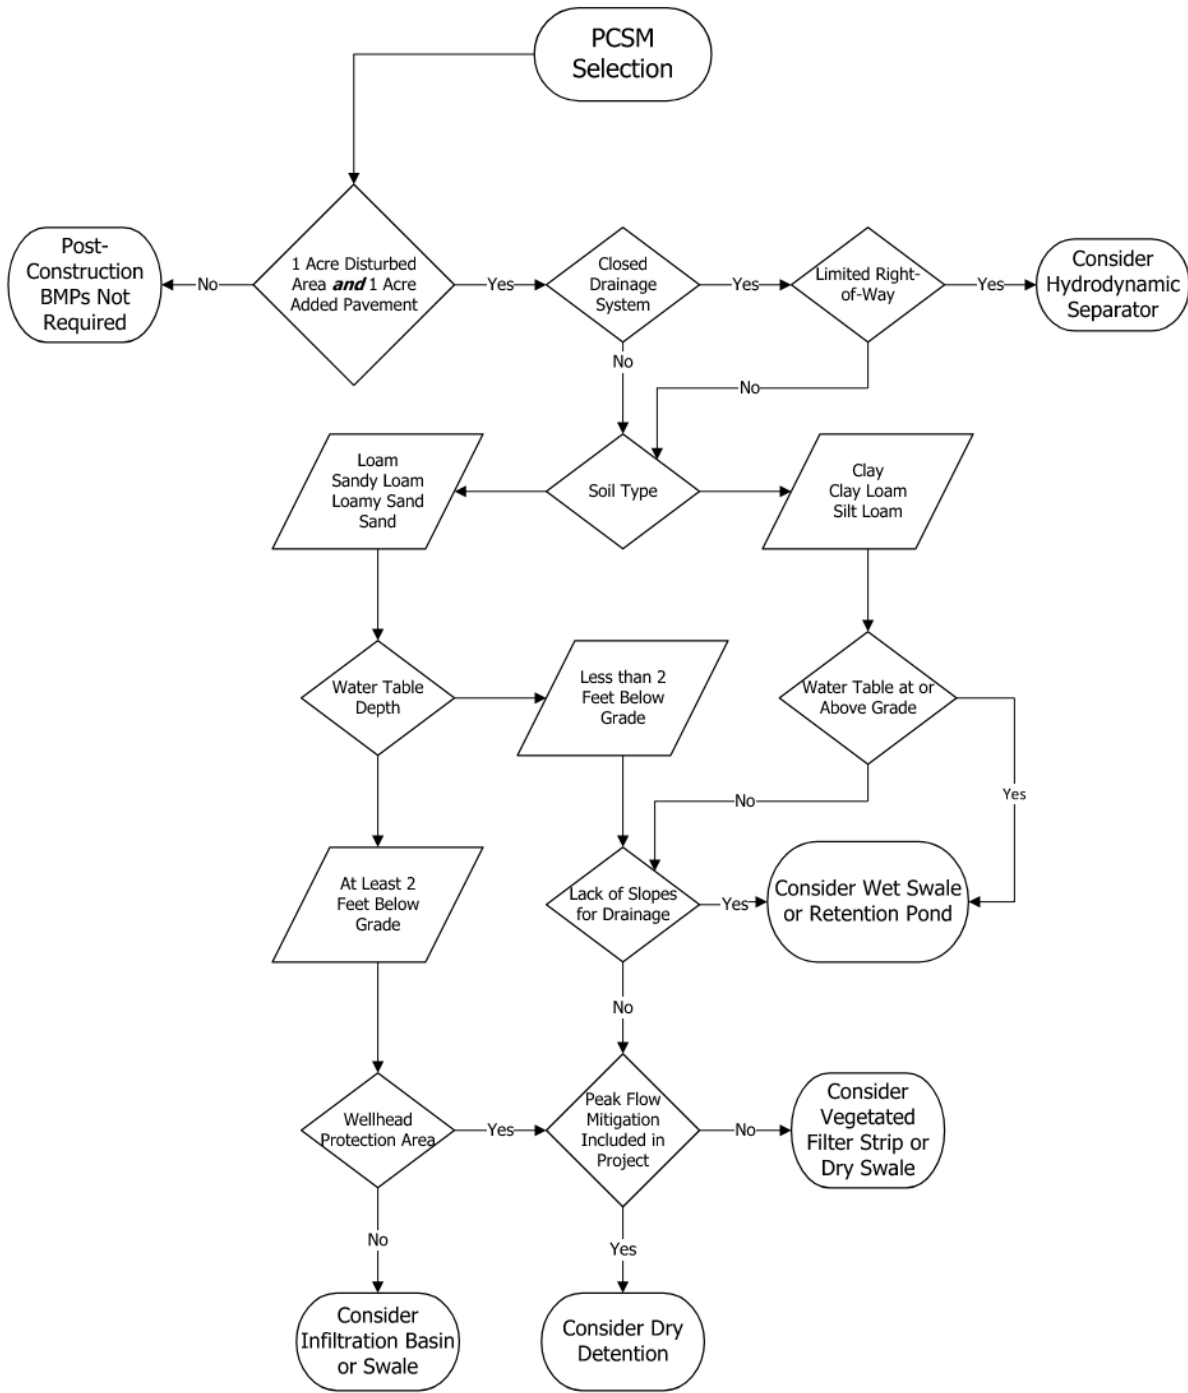 PCSM
Selection
Post-
Construction
BMPs Not
Required
No
1 Acre Disturbed
Area and 1 Acre
Added Pavement
Yes
Closed
Drainage
System
Yes
Limited Right-
of-Way
Yes
Consider
Hydrodynamic
Separator
No
No
Loam
Sandy Loam
Loamy Sand
Sand
Soil Type
Clay
Clay Loam
Silt Loam
Water Table
Depth
Less than 2
Feet Below
Grade
Water Table at or
Above Grade
No
Yes
At Least 2
Feet Below
Grade
Lack of Slopes
for Drainage
Yes
Consider Wet Swale
or Retention Pond
No
Wellhead
Protection Area
Yes
Peak Flow
Mitigation
Included in
Project
No
Consider
Vegetated
Filter Strip or
Dry Swale
No
Yes
Consider
Infiltration Basin
or Swale
Consider Dry
Detention